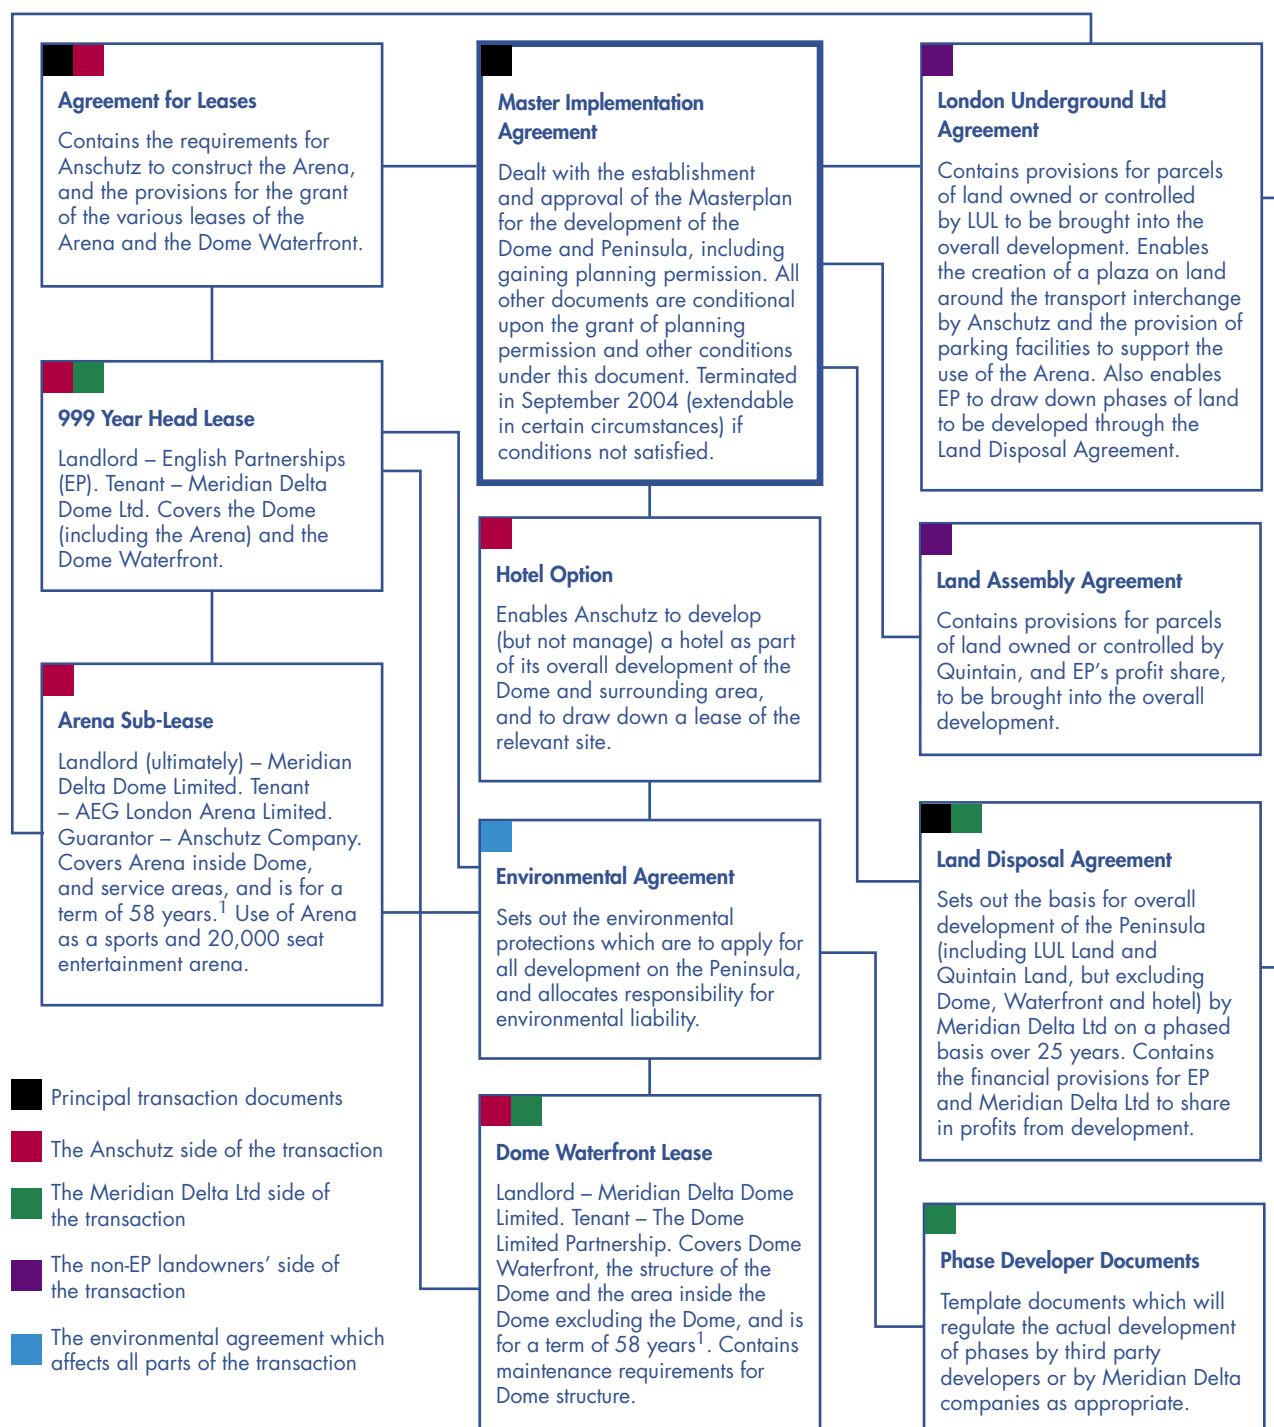 Agreement for Leases
Contains the requirements for
Anschutz to construct the Arena,
and the provisions for the grant
of the various leases of the
Arena and the Dome Waterfront.
999 Year Head Lease
Landlord – English Partnerships
(EP). Tenant – Meridian Delta
Dome Ltd. Covers the Dome
(including the Arena) and the
Dome Waterfront.
Arena Sub-Lease
Landlord (ultimately) – Meridian
Delta Dome Limited. Tenant
– AEG London Arena Limited.
Guarantor – Anschutz Company.
Covers Arena inside Dome,
and service areas, and is for a
term of 58 years.1 Use of Arena
as a sports and 20,000 seat
entertainment arena.
Principal transaction documents
The Anschutz side of the transaction
The Meridian Delta Ltd side of
the transaction
The non-EP landowners’ side of
the transaction
The environmental agreement which
affects all parts of the transaction
Master Implementation
Agreement
Dealt with the establishment
and approval of the Masterplan
for the development of the
Dome and Peninsula, including
gaining planning permission. All
other documents are conditional
upon the grant of planning
permission and other conditions
under this document. Terminated
in September 2004 (extendable
in certain circumstances) if
conditions not satisfied.
Hotel Option
Enables Anschutz to develop
(but not manage) a hotel as part
of its overall development of the
Dome and surrounding area,
and to draw down a lease of the
relevant site.
Environmental Agreement
Sets out the environmental
protections which are to apply for
all development on the Peninsula,
and allocates responsibility for
environmental liability.
Dome Waterfront Lease
Landlord – Meridian Delta Dome
Limited. Tenant – The Dome
Limited Partnership. Covers Dome
Waterfront, the structure of the
Dome and the area inside the
Dome excluding the Dome, and is
for a term of 58 years1. Contains
maintenance requirements for
Dome structure.
London Underground Ltd
Agreement
Contains provisions for parcels
of land owned or controlled
by LUL to be brought into the
overall development. Enables
the creation of a plaza on land
around the transport interchange
by Anschutz and the provision of
parking facilities to support the
use of the Arena. Also enables
EP to draw down phases of land
to be developed through the
Land Disposal Agreement.
Land Assembly Agreement
Contains provisions for parcels
of land owned or controlled by
Quintain, and EP’s profit share,
to be brought into the overall
development.
Land Disposal Agreement
Sets out the basis for overall
development of the Peninsula
(including LUL Land and
Quintain Land, but excluding
Dome, Waterfront and hotel) by
Meridian Delta Ltd on a phased
basis over 25 years. Contains
the financial provisions for EP
and Meridian Delta Ltd to share
in profits from development.
Phase Developer Documents
Template documents which will
regulate the actual development
of phases by third party
developers or by Meridian Delta
companies as appropriate.